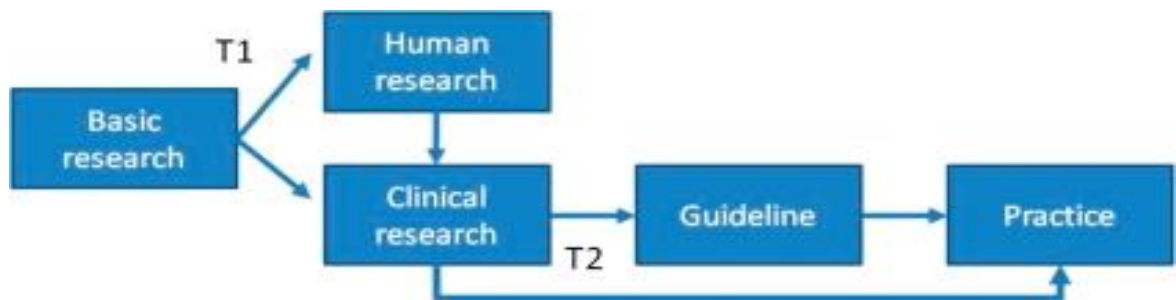 T1
Human
research
Basic
research
Clinical
research
Guideline
Practice
T2